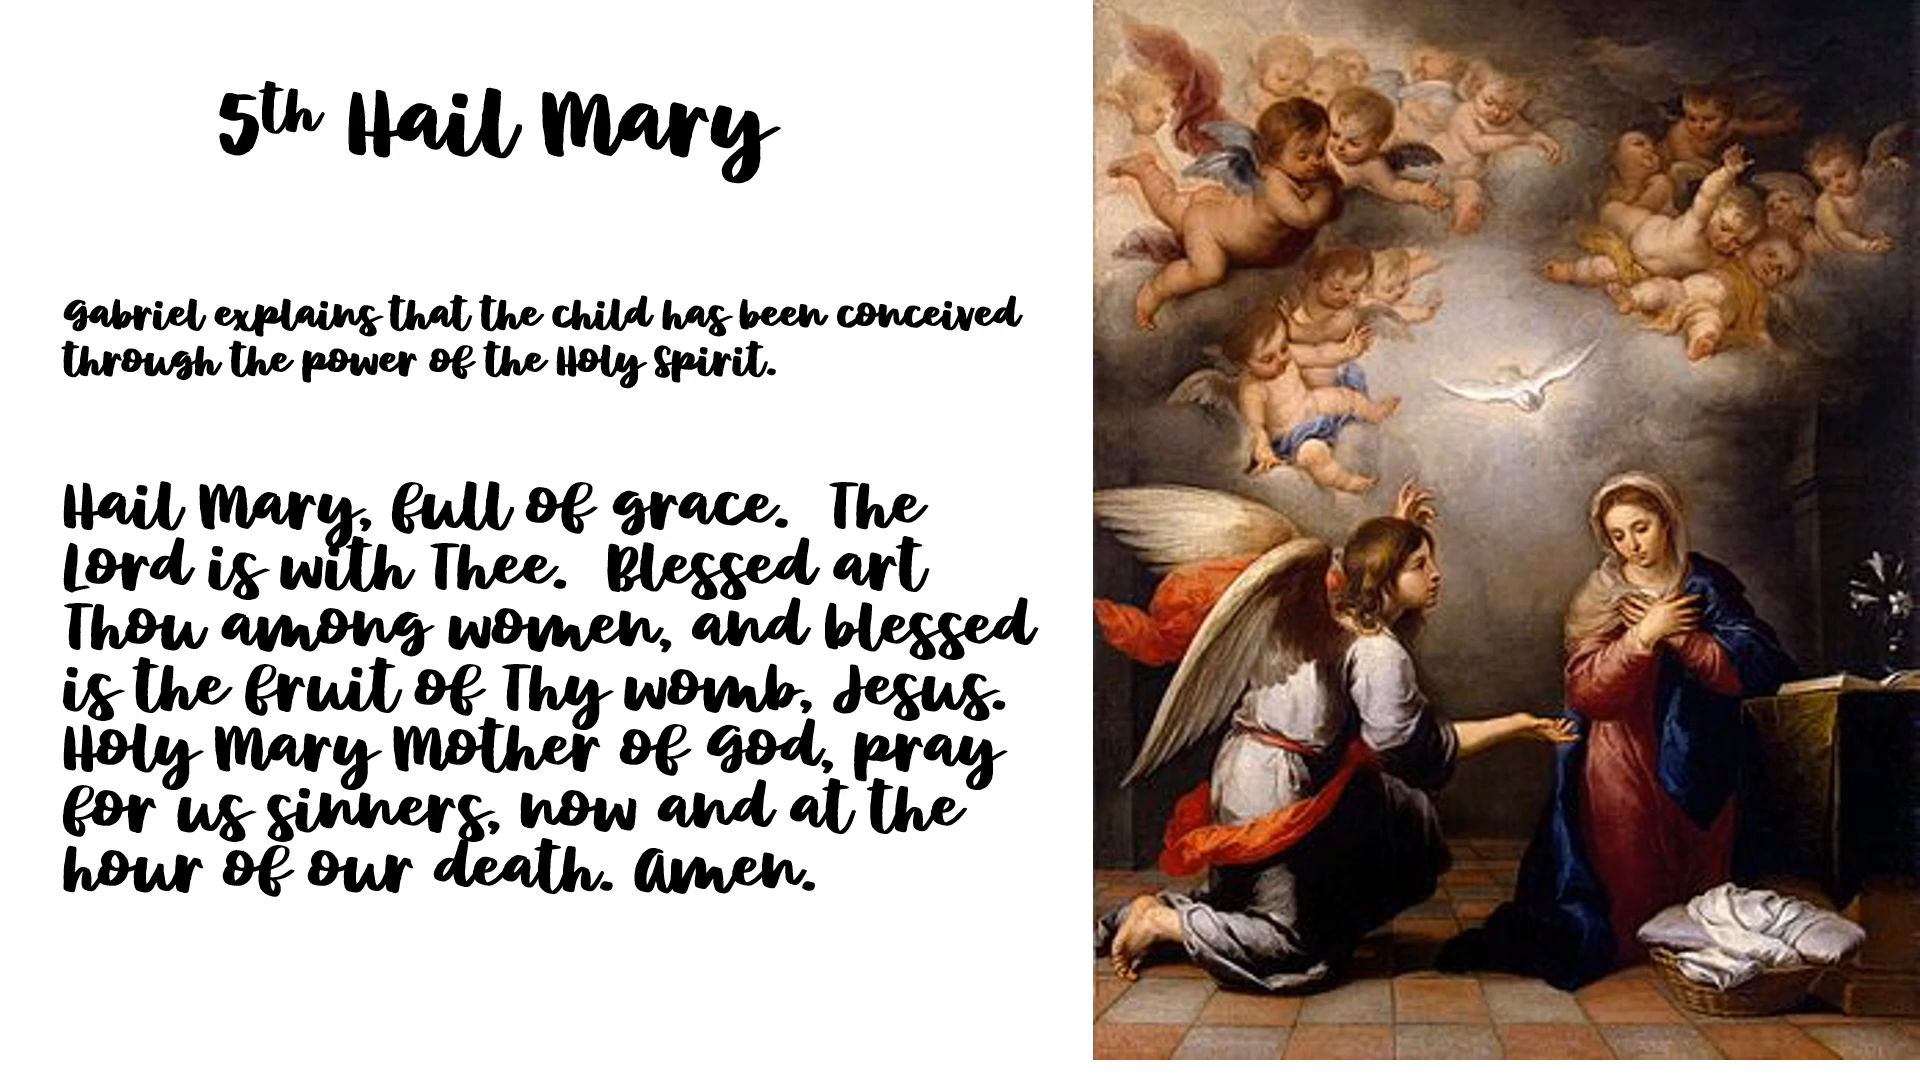 5th Hail Mary
Gabriel explains that the child has been conceived
through the power of the Holy Spirit.
Hail Mary, full of grace. The
Lord is with Thee. Blessed art
Thou among women, and blessed
is the fruit of Thy womb, Jesus.
Holy Mary Mother of God, pray
for us sinners, now and at the
hour of our death. Amen.